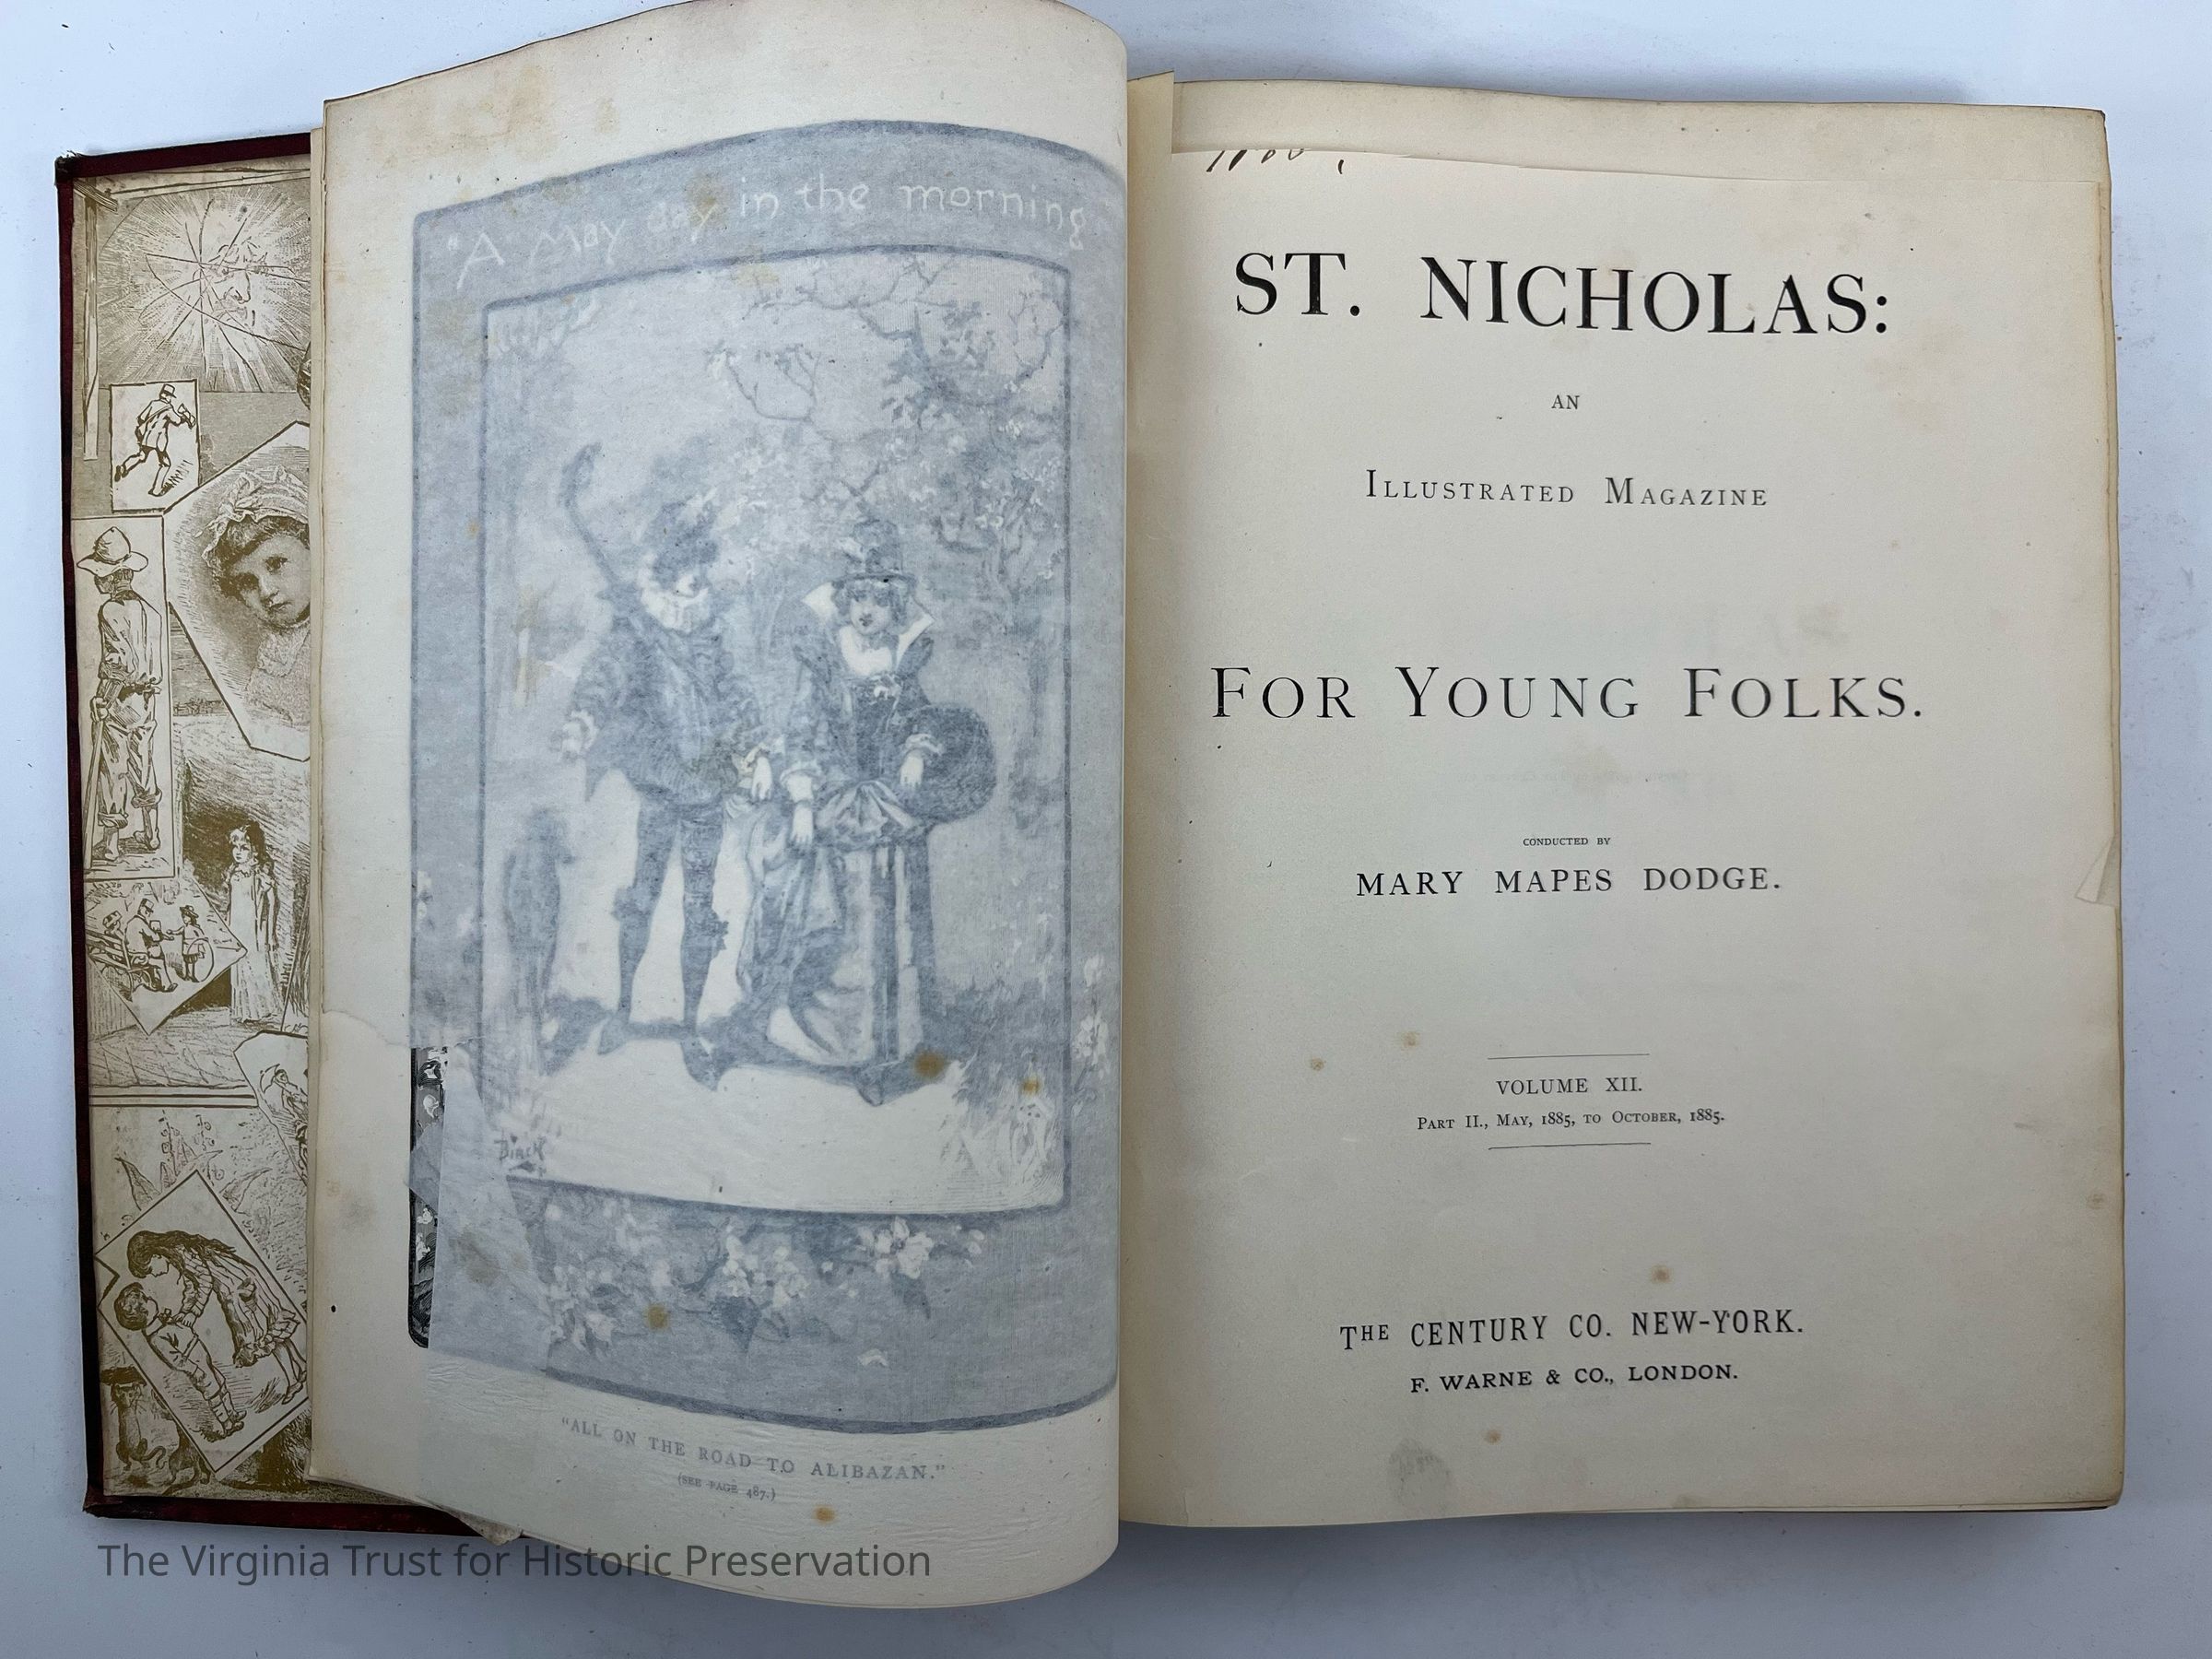 "A May day in the morning
BIRCH
"ALL ON THE ROAD TO ALIBAZAN."
(SEE PAGE 487.)
ST. NICHOLAS:
AN
ILLUSTRATED MAGAZINE
FOR YOUNG FOLKS.
CONDUCTED BY
MARY MAPES DODGE.
VOLUME XII.
PART II., MAY, 1885, TO OCTOBER, 1885.
THE CENTURY CO. NEW-YORK.
F. WARNE & CO., LONDON.
The Virginia Trust for Historic Preservation